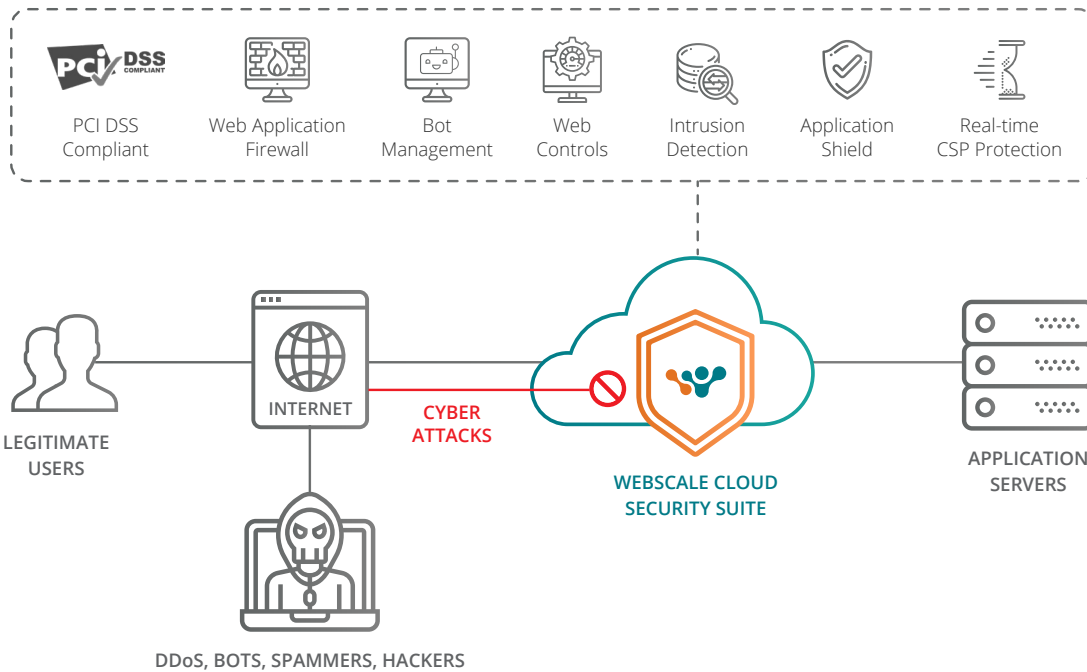 PCi DSS
COMPLIANT
PCI DSS
Compliant
Web Application
Firewall
Bot
Management
Web
Controls
Intrusion
Detection
Application
Shield
Real-time
CSP Protection
INTERNET
CYBER
ATTACKS
LEGITIMATE
USERS
WEBSCALE CLOUD
SECURITY SUITE
APPLICATION
SERVERS
DDoS, BOTS, SPAMMERS, HACKERS